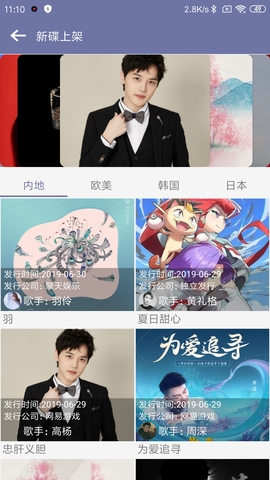 11:10
2.8K/s
新碟上架
内地
欧美
韩国
日本
发行时间:2019-06-30
发行公司: 擎天娱乐
歌手: 羽伶
羽
发行时间:2019-06-29
发行公司: 独立发行
歌手: 黄礼格
夏日甜心
发行时间:2019-06-29
发行公司: 网易游戏
歌手: 高杨
忠肝义胆
为爱追寻
发行时间:2019-06-29
发行公司: 网易游戏
歌手: 周深
为爱追寻